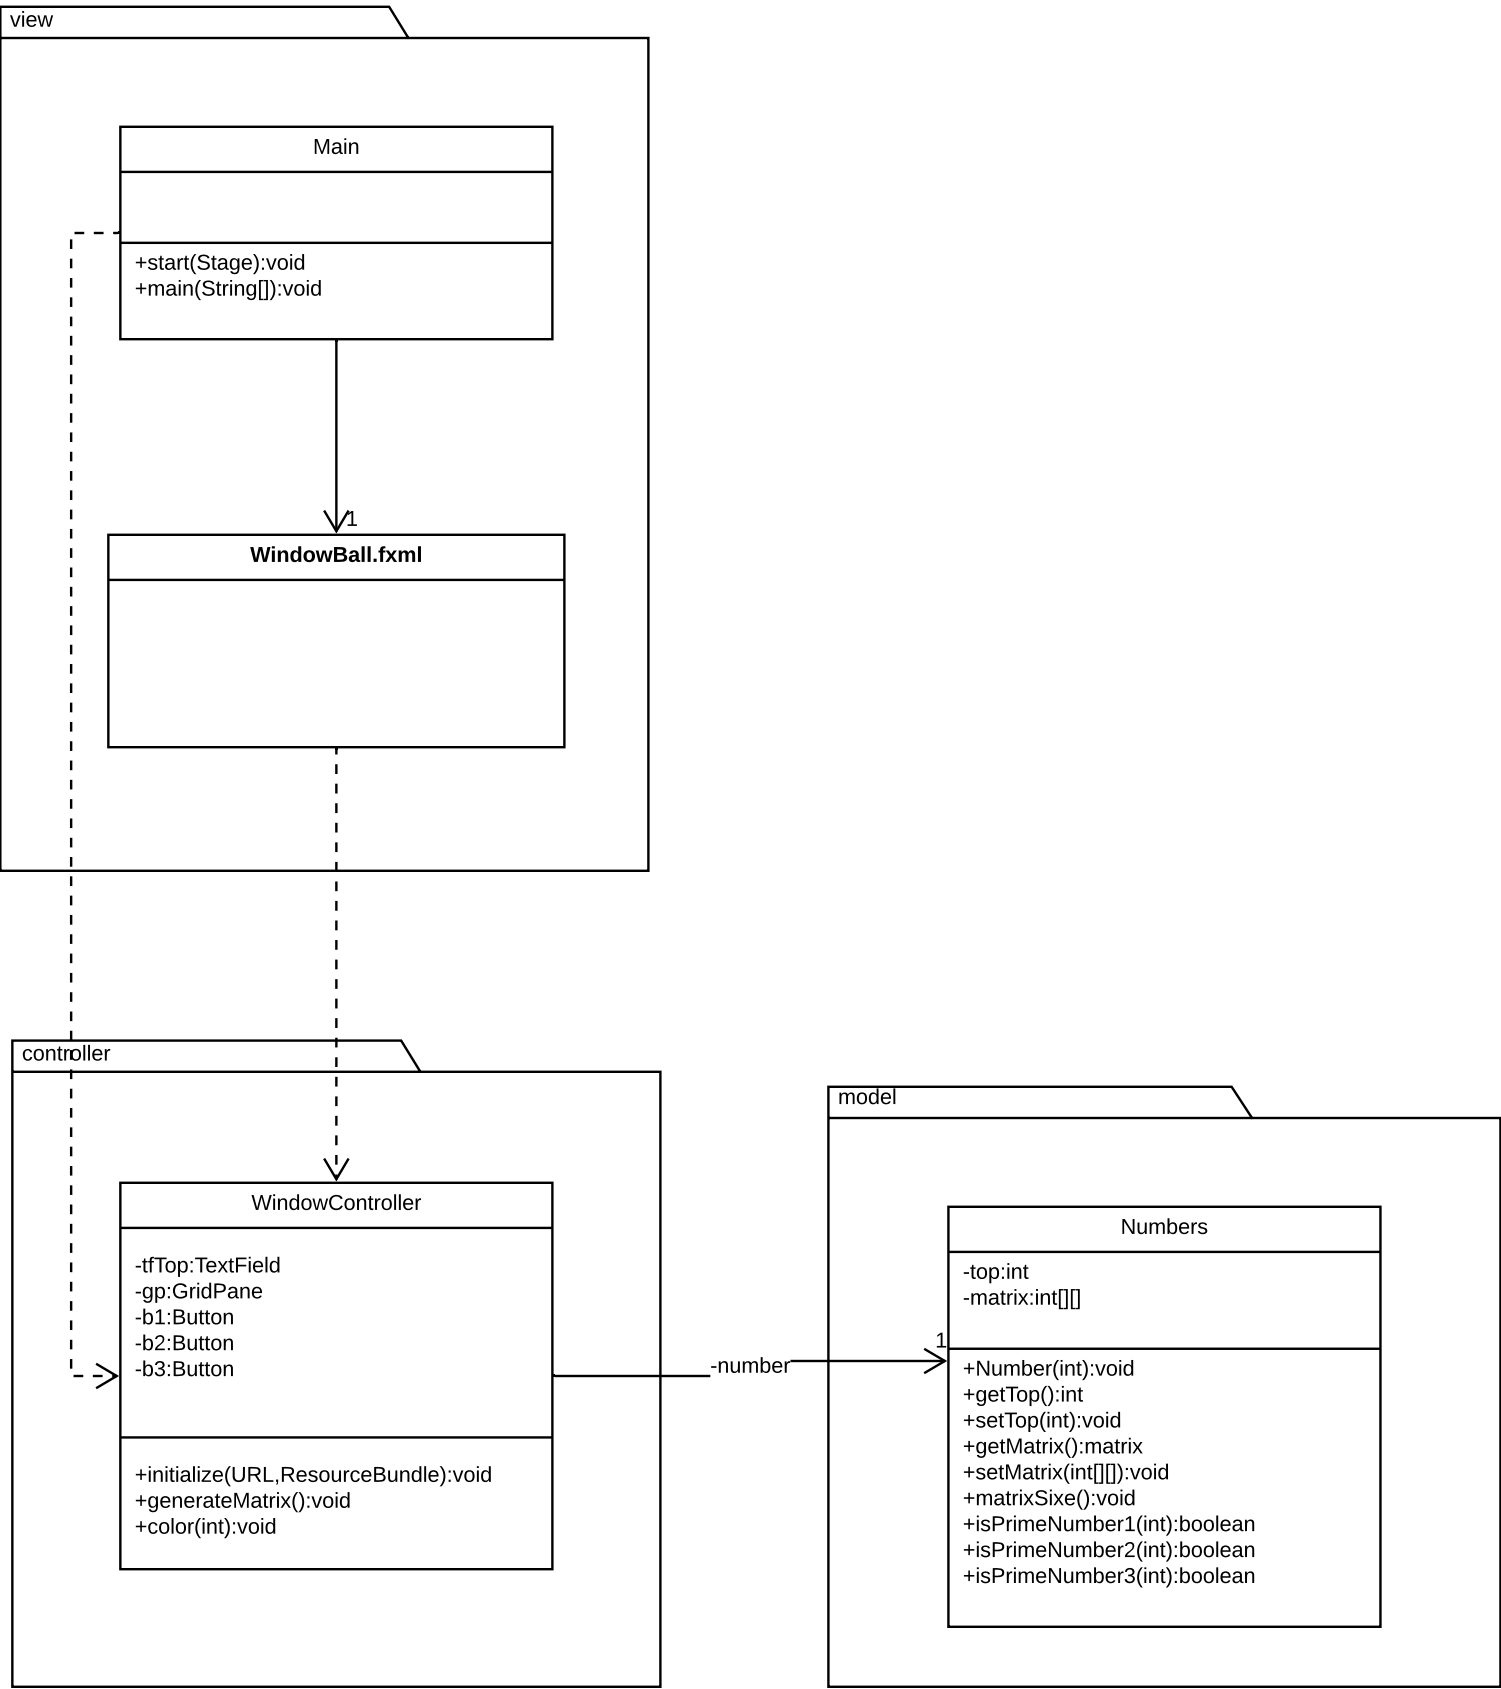 view
Main
+start(Stage):void
+main(String[]):void
1
WindowBall.fxml
controller
WindowController
-tfTop:TextField
-gp:GridPane
-b1:Button
-b2:Button
-b3:Button
+initialize(URL,ResourceBundle):void
+generateMatrix():void
+color(int):void
-number
1
model
Numbers
-top:int
-matrix:int[][]
+Number(int):void
+getTop():int
+setTop(int):void
+getMatrix():matrix
+setMatrix(int[][]):void
+matrixSixe():void
+isPrimeNumber1(int):boolean
+isPrimeNumber2(int):boolean
+isPrimeNumber3(int):boolean